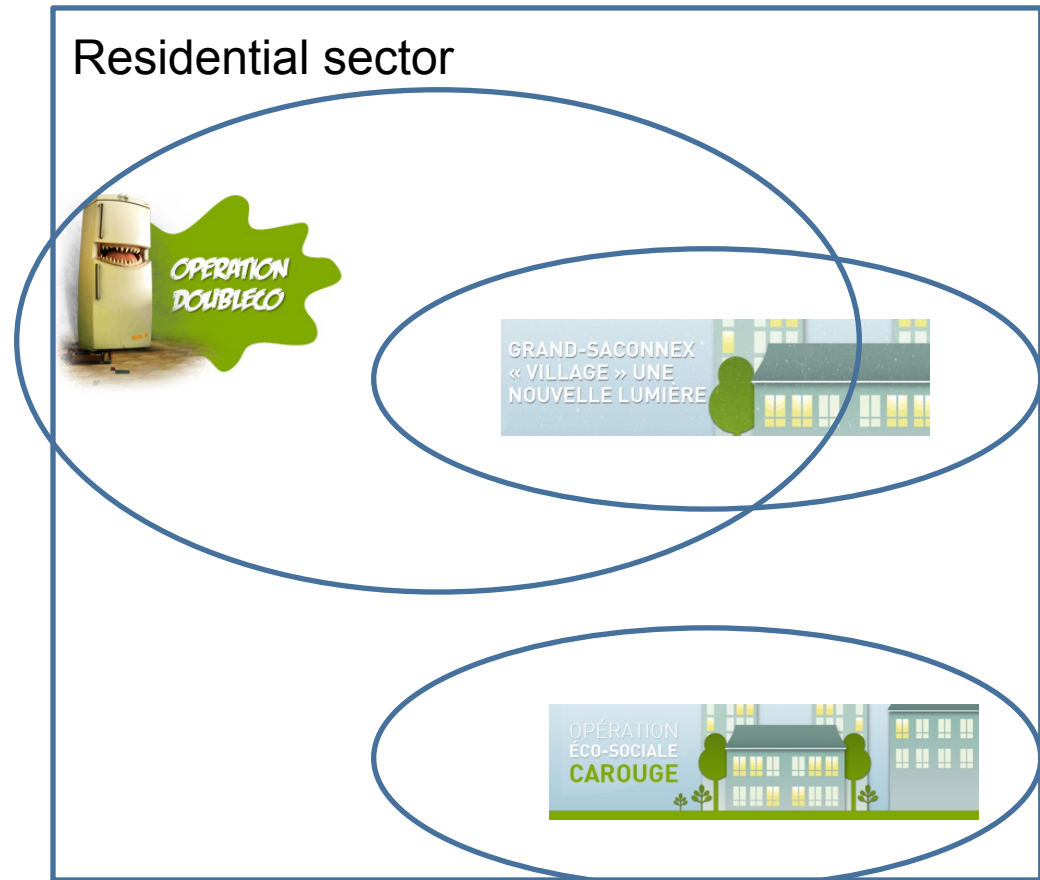 Residential sector
OPERATION
DOUBLECO
GRAND-SACONNEX
« VILLAGE » UNE
NOUVELLE LUMIÈRE
OPÉRATION
ÉCO-SOCIALE
CAROUGE